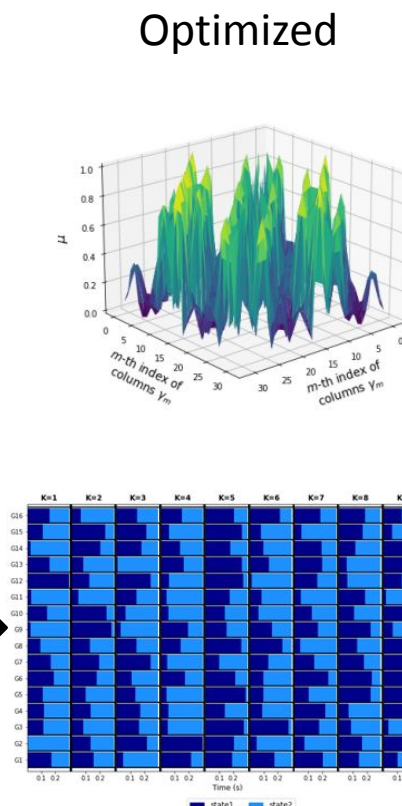 Optimized
1.0
0.8
0.6
0.4
0.2
0.0
μ
0
5
10
15
20
25
30
m-th index of
columns γₘ
30
25
20
15
10
5
0
m-th index of
columns γₘ
K=1 K=2 K=3 K=4 K=5 K=6 K=7 K=8 K
G16
G15
G14
G13
G12
G11
G10
G9
G8
G7
G6
G5
G4
G3
G2
G1
0.1 0.2 0.1 0.2 0.1 0.2 0.1 0.2 0.1 0.2 0.1 0.2 0.1 0.2 0.1 0.2 0.1
Time (s)
state1 state2